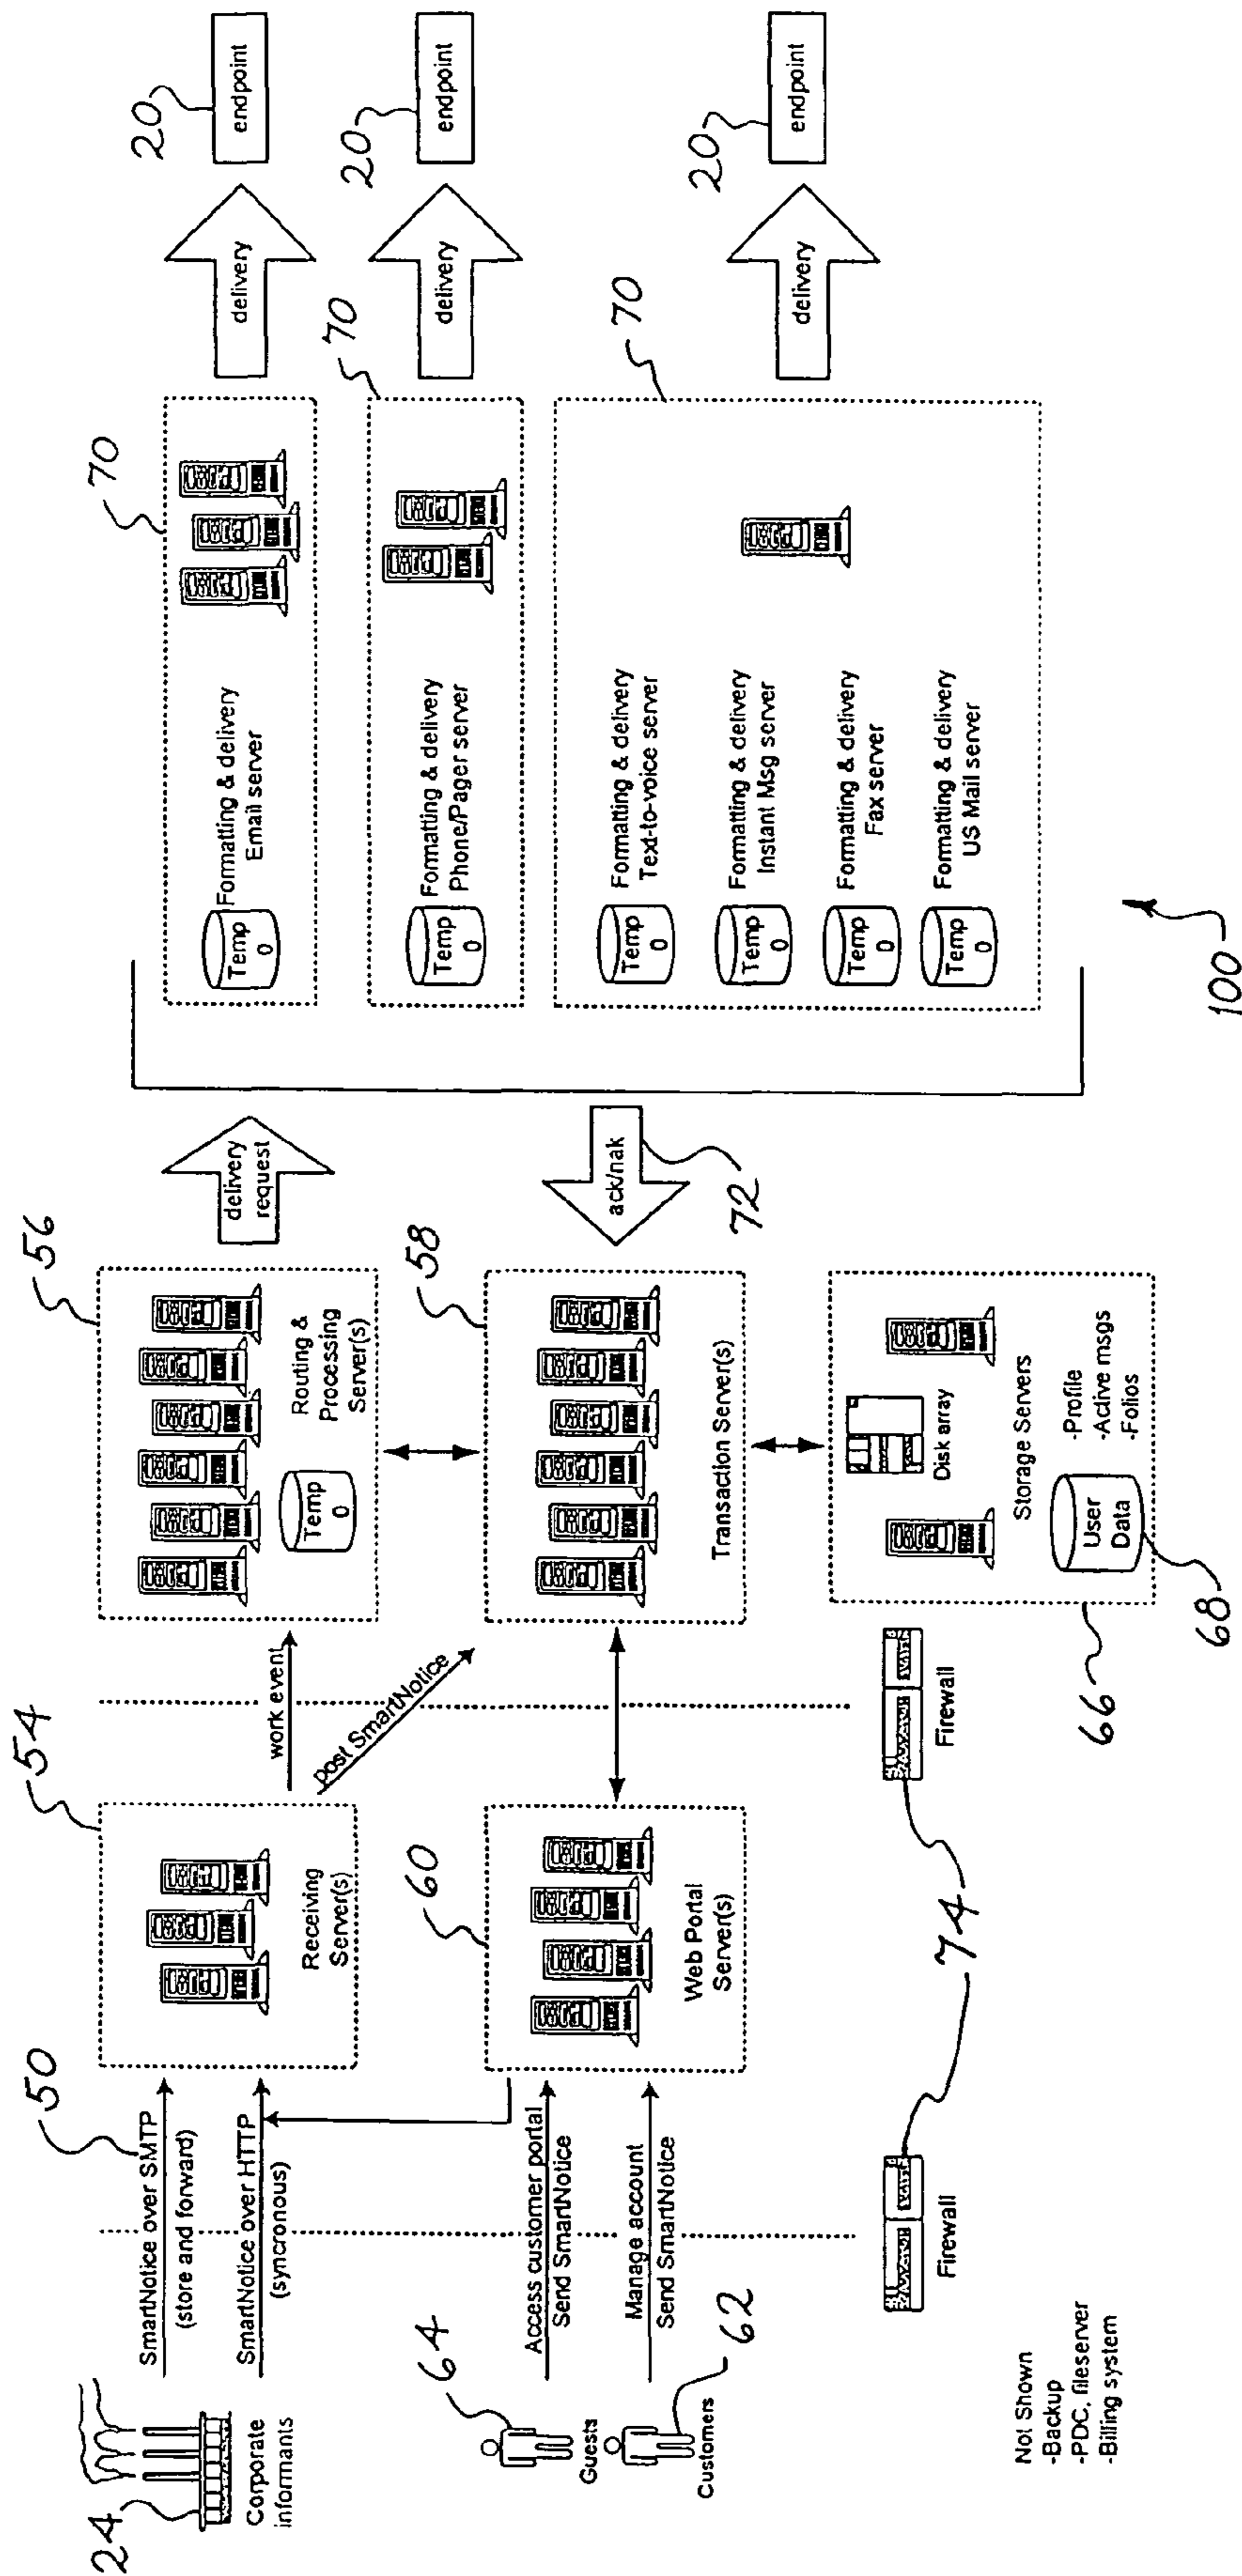 24
Corporate
informants
50
SmartNotice over SMTP
(store and forward)
SmartNotice over HTTP
(syncronous)
64
Guests
62
Customers
Access customer portal
Send SmartNotice
Manage account
Send SmartNotice
Not Shown
-Backup
-PDC, fileserver
-Billing system
54
Receiving
Server(s)
60
Web Portal
Server(s)
Firewall
74
Firewall
work event
post SmartNotice
56
Routing &
Processing
Server(s)
Temp
0
58
Transaction Server(s)
66
68
Disk array
Storage Servers
User
Data
-Profile
-Active msgs
-Folios
delivery
request
ack/nak
72
70
Temp
0
Formatting & delivery
Email server
70
Temp
0
Formatting & delivery
Phone/Pager server
70
Temp
0
Formatting & delivery
Text-to-voice server
Temp
0
Formatting & delivery
Instant Msg server
Temp
0
Formatting & delivery
Fax server
Temp
0
Formatting & delivery
US Mail server
delivery
20
endpoint
delivery
20
endpoint
delivery
20
endpoint
100